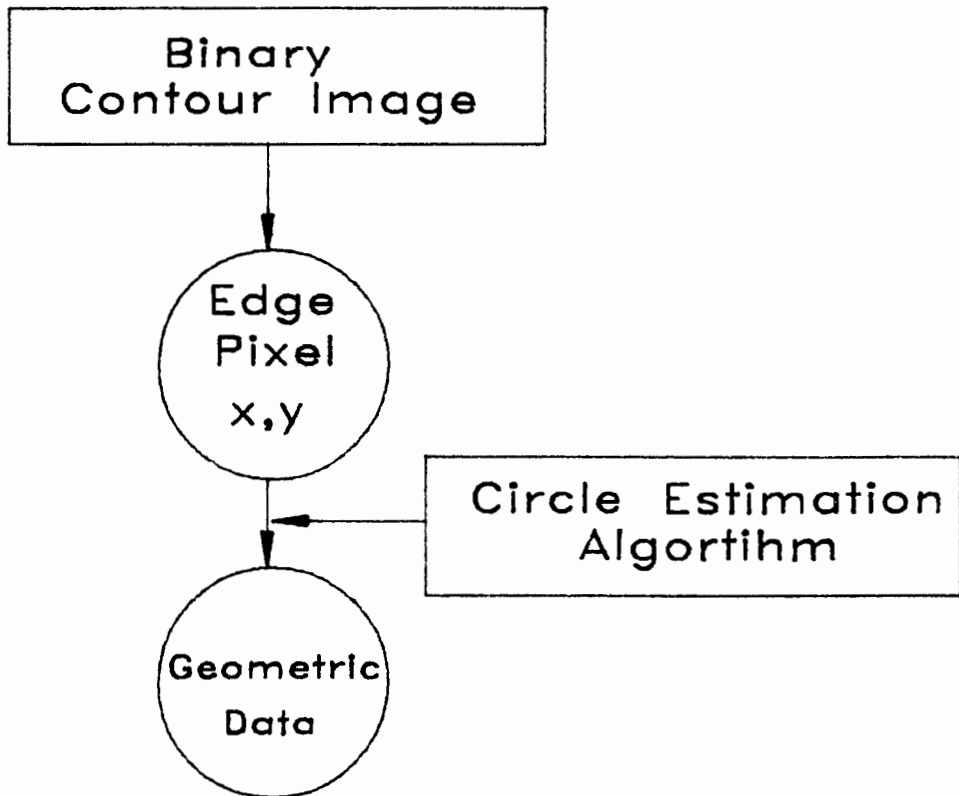 Binary
Contour Image
Edge
Pixel
x,y
Circle Estimation
Algortihm
Geometric
Data